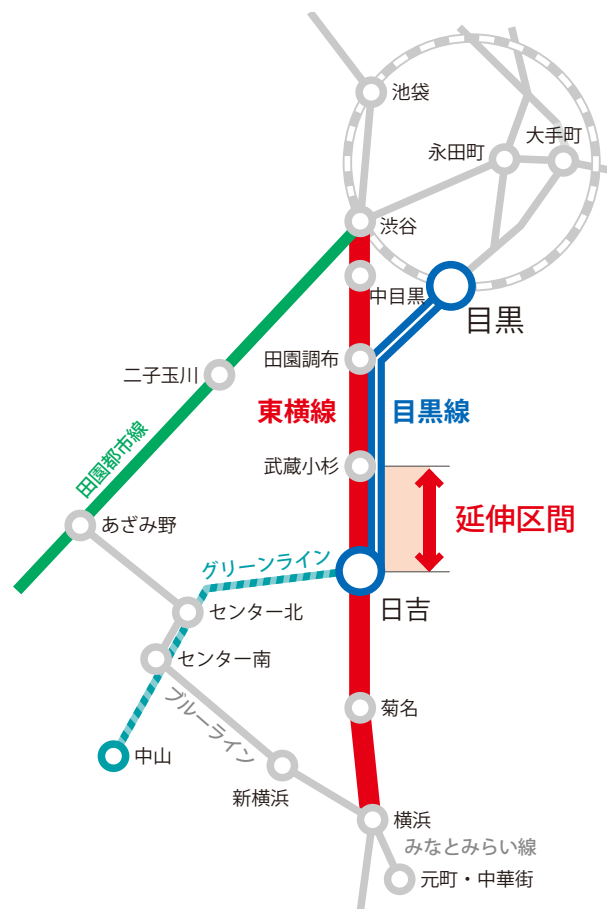 池袋
大手町
永田町
渋谷
中目黒
目黒
田園調布
二子玉川
東横線
目黒線
田園都市線
武蔵小杉
延伸区間
あざみ野
グリーンライン
日吉
センター北
センター南
ブルーライン
菊名
中山
新横浜
横浜
みなとみらい線
元町・中華街